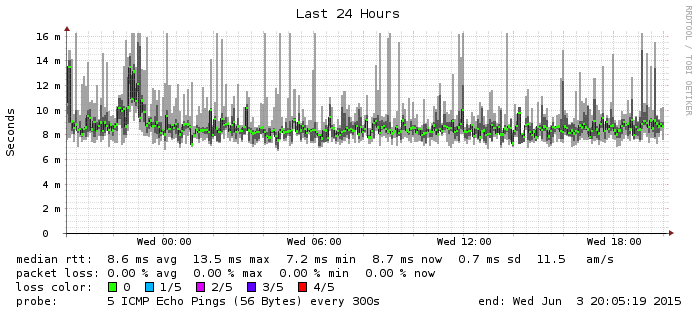 Last 24 Hours
RRDTOOL / TOBI OETIKER
Seconds
16 m
14 m
12 m
10 m
8 m
6 m
4 m
2 m
0
Wed 00:00 Wed 06:00 Wed 12:00 Wed 18:00
median rtt: 8.6 ms avg 13.5 ms max 7.2 ms min 8.7 ms now 0.7 ms sd 11.5 am/s
packet loss: 0.00 % avg 0.00 % max 0.00 % min 0.00 % now
loss color: 0 1/5 2/5 3/5 4/5
probe: 5 ICMP Echo Pings (56 Bytes) every 300s end: Wed Jun 3 20:05:19 2015